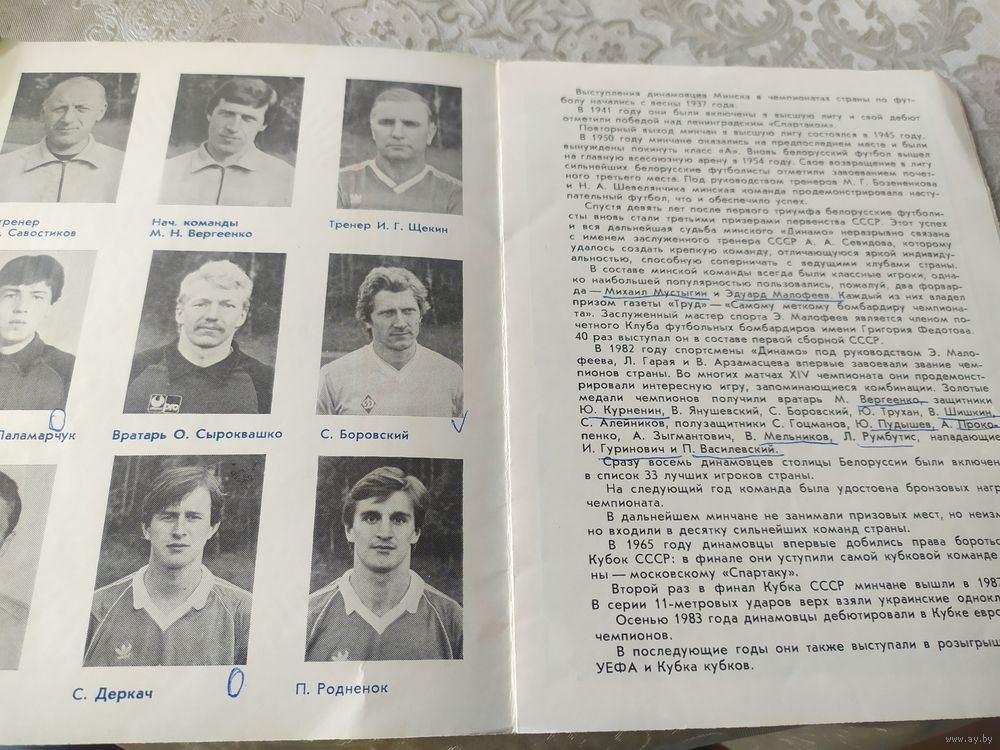 тренер
Савостиков
Нач. команды
М. Н. Вергеенко
Тренер И. Г. Щекин
Паламарчук
Вратарь О. Сыроквашко
С. Боровский
С. Деркач
П. Родненок
pro
Выступления динамовцев Минска в чемпионатах страны по фут-
болу начались с весны 1937 года.
В 1941 году они были включены в высшую лигу и свой дебют
отметили победой над ленинградским «Спартаком».
Повторный выход минчан в высшую лигу состоялся в 1945 году.
В 1950 году минчане оказались на предпоследнем месте и были
вынуждены покинуть класс «А». Вновь белорусский футбол вышел
на главную всесоюзную арену в 1954 году. Свое возвращение в лигу
сильнейших белорусские футболисты отметили завоеванием почет-
ного третьего места. Под руководством тренеров М. Г. Бозененкова
и Н. А. Шевелянчика минская команда продемонстрировала насту-
пательный футбол, что и обеспечило успех.
Спустя девять лет после первого триумфа белорусские футболи-
сты вновь стали третьими призерами первенства СССР. Этот успех
и вся дальнейшая судьба минского «Динамо» неразрывно связана
с именем заслуженного тренера СССР А. А. Севидова, которому
удалось создать крепкую команду, отличающуюся яркой индивиду-
альностью, способную соперничать с ведущими клубами страны.
В составе минской команды всегда были классные игроки, одна-
ко наибольшей популярностью пользовались, пожалуй, два форвар-
да — Михаил Мустыгин и Эдуард Малофеев. Каждый из них владел
призом газеты «Труд» — «Самому меткому бомбардиру чемпиона-
та». Заслуженный мастер спорта Э. Малофеев является членом по-
четного Клуба футбольных бомбардиров имени Григория Федотова.
40 раз выступал он в составе первой сборной СССР.
В 1982 году спортсмены «Динамо» под руководством Э. Мало-
феева, Л. Гарая и В. Арзамасцева впервые завоевали звание чем-
пионов страны. Во многих матчах XIV чемпионата они продемонст-
рировали интересную игру, запоминающиеся комбинации. Золотые
медали чемпионов получили вратарь М. Вергеенко, защитники
Ю. Курненин, В. Янушевский, С. Боровский, Ю. Трухан, В. Шишкин,
С. Алейников, полузащитники С. Гоцманов, Ю. Пудышев, А. Проко-
пенко, А. Зыгмантович, В. Мельников, Л. Румбутис, нападающие
И. Гуринович и П. Василевский.
Сразу восемь динамовцев столицы Белоруссии были включен
в список 33 лучших игроков страны.
На следующий год команда была удостоена бронзовых нагр
чемпионата.
В дальнейшем минчане не занимали призовых мест, но неизм
но входили в десятку сильнейших команд страны.
В 1965 году динамовцы впервые добились права боротьс
Кубок СССР: в финале они уступили самой кубковой команде
ны — московскому «Спартаку».
Второй раз в финал Кубка СССР минчане вышли в 1987
В серии 11-метровых ударов верх взяли украинские однокл
Осенью 1983 года динамовцы дебютировали в Кубке евро
чемпионов.
В последующие годы они также выступали в розыгрыш
УЕФА и Кубка кубков.
www.ay.by